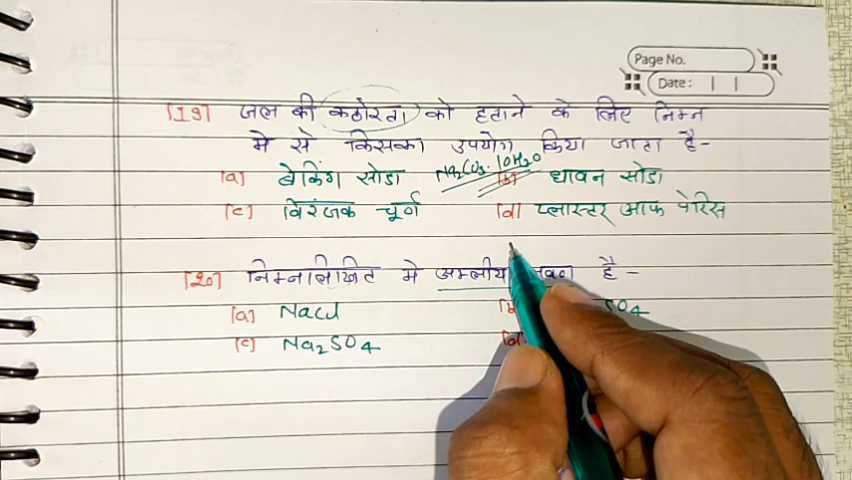 Page No.
Date:
[19] जल की कठोरता को हटाने के लिए निम्न
मे से किसका उपयोग किया जाता है-
(a) बेकिंग सोडा Na2CO3.10H2O (b) धावन सोडा
(c) विरंजक चूर्ण (d) प्लास्टर आफ पेरिस
[20] निम्नलिखित मे अम्लीय है-
(a) NaCl (b) SO4
(c) Na2SO4 (d)